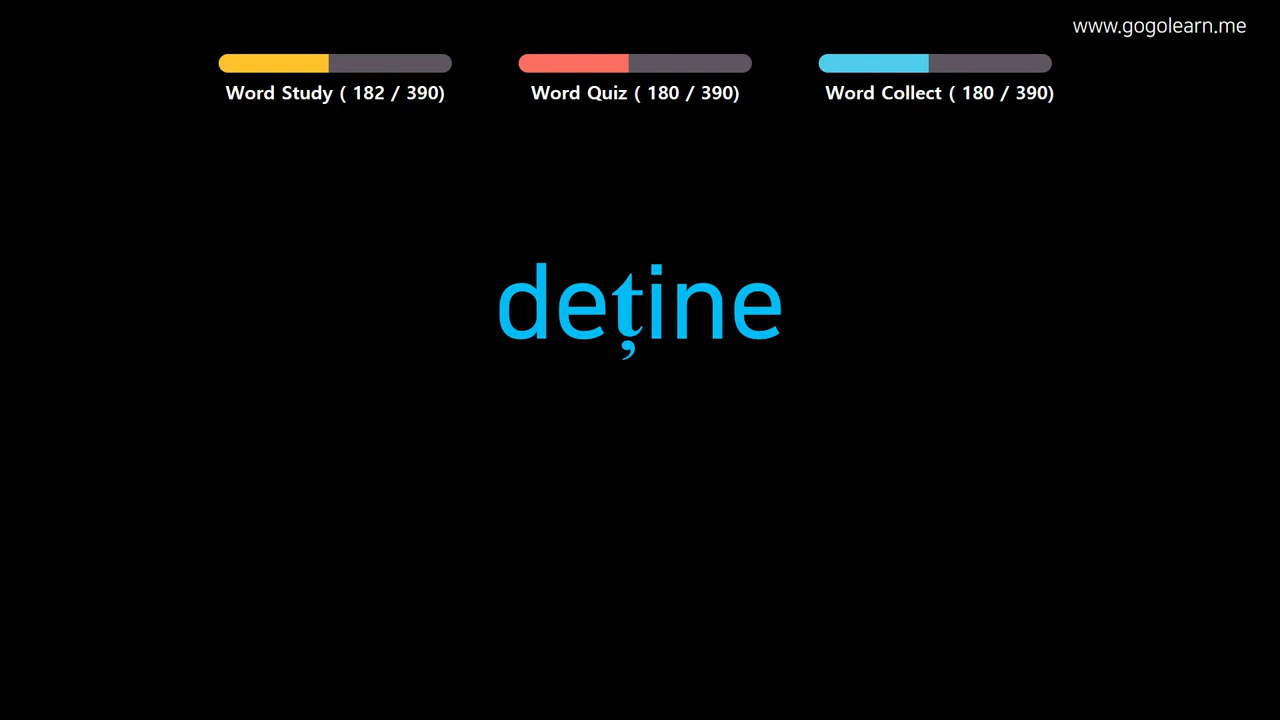 www.gogolearn.me
Word Study ( 182 / 390)
Word Quiz ( 180 / 390)
Word Collect ( 180 / 390)
deține